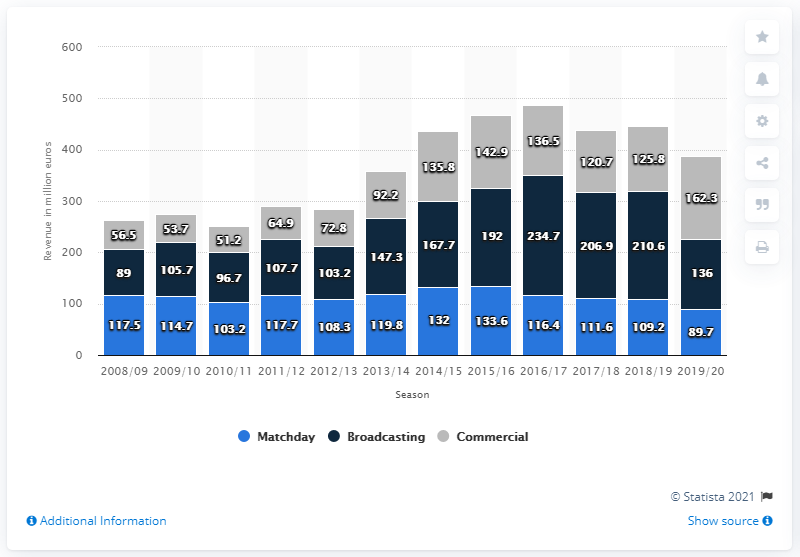 600
500
400
300
200
100
0
Revenue in million euros
56.5 53.7 51.2 64.9 72.8 92.2 135.8 142.9 136.5 120.7 125.8 162.3
89 105.7 96.7 107.7 103.2 147.3 167.7 192 234.7 206.9 210.6 136
117.5 114.7 103.2 117.7 108.3 119.8 132 133.6 116.4 111.6 109.2 89.7
2008/09 2009/10 2010/11 2011/12 2012/13 2013/14 2014/15 2015/16 2016/17 2017/18 2018/19 2019/20
Season
Matchday Broadcasting Commercial
© Statista 2021
Additional Information Show source